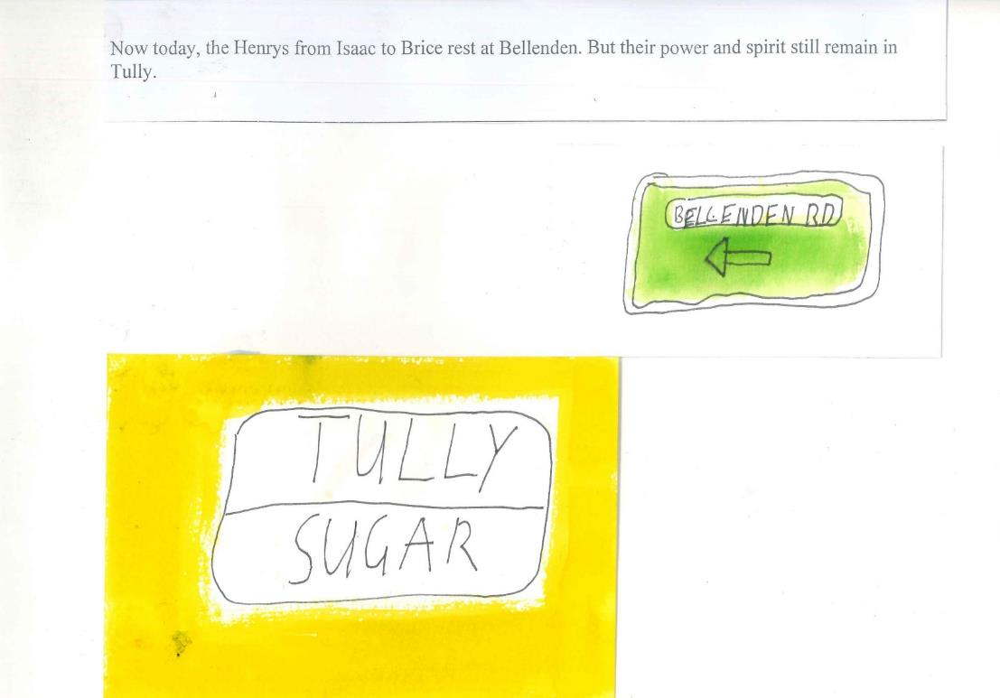 Now today, the Henrys from Isaac to Brice rest at Bellenden. But their power and spirit still remain in
Tully.
BELLENDEN RD
TULLY
SUGAR